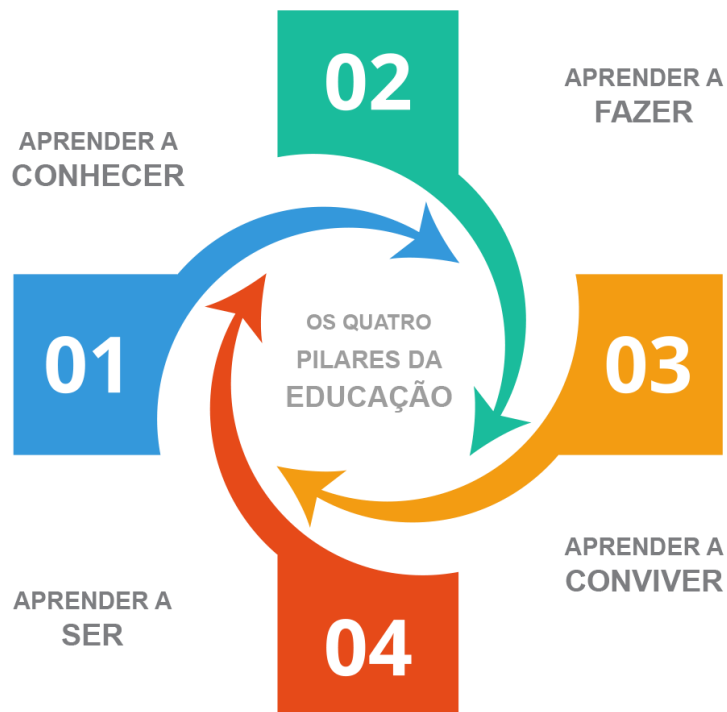 02
APRENDER A
FAZER
APRENDER A
CONHECER
01
OS QUATRO
PILARES DA
EDUCAÇÃO
03
APRENDER A
CONVIVER
APRENDER A
SER
04